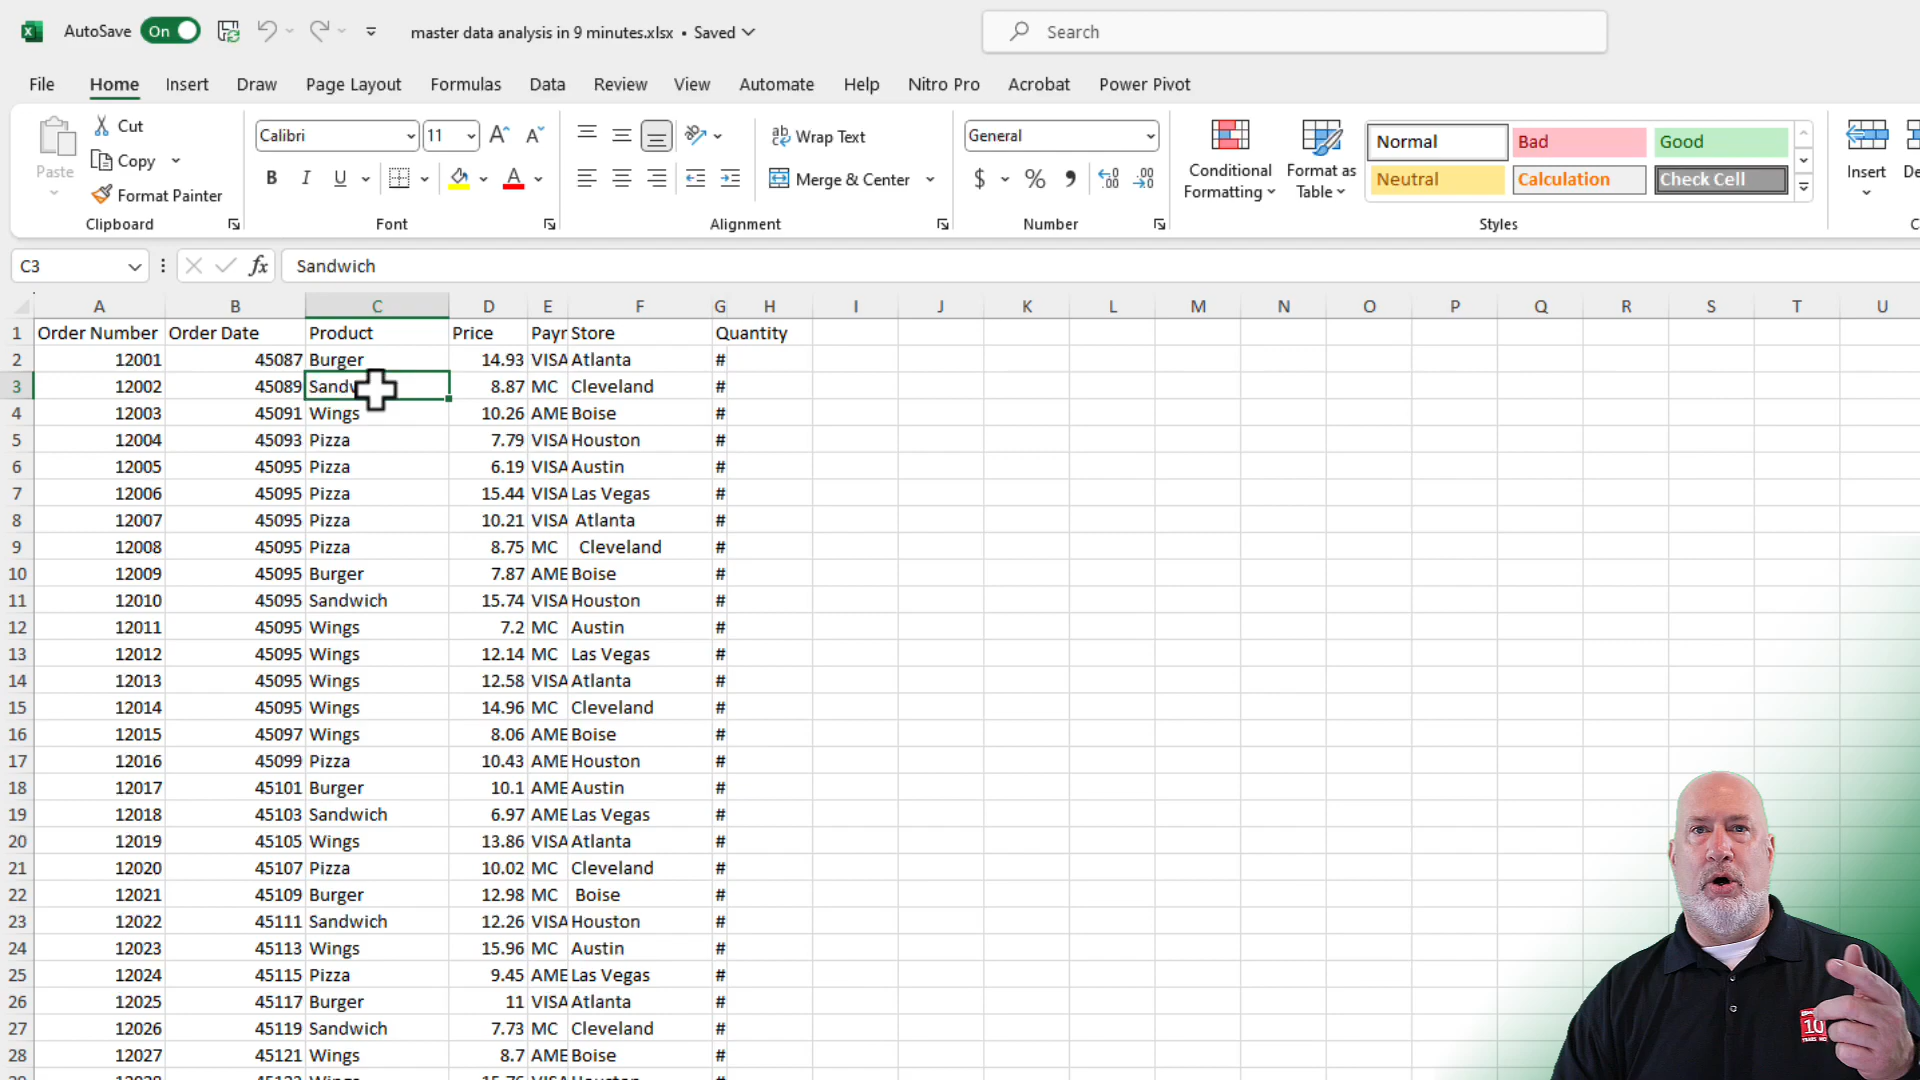 AutoSave On master data analysis in 9 minutes.xlsx • Saved Search
File Home Insert Draw Page Layout Formulas Data Review View Automate Help Nitro Pro Acrobat Power Pivot
Paste Cut Copy Format Painter
Clipboard
Calibri 11
B I U A
Font
Wrap Text
Merge & Center
Alignment
General
$ % 9
Number
Conditional Formatting
Format as Table
Normal Bad Good
Neutral Calculation Check Cell
Styles
Insert
C3 fx Sandwich
A B C D E F G H I J K L M N O P Q R S T U
1 Order Number Order Date Product Price Payr Store Quantity
2 12001 45087 Burger 14.93 VISA Atlanta #
3 12002 45089 Sandw 8.87 MC Cleveland #
4 12003 45091 Wings 10.26 AME Boise #
5 12004 45093 Pizza 7.79 VISA Houston #
6 12005 45095 Pizza 6.19 VISA Austin #
7 12006 45095 Pizza 15.44 VISA Las Vegas #
8 12007 45095 Pizza 10.21 VISA Atlanta #
9 12008 45095 Pizza 8.75 MC Cleveland #
10 12009 45095 Burger 7.87 AME Boise #
11 12010 45095 Sandwich 15.74 VISA Houston #
12 12011 45095 Wings 7.2 MC Austin #
13 12012 45095 Wings 12.14 MC Las Vegas #
14 12013 45095 Wings 12.58 VISA Atlanta #
15 12014 45095 Wings 14.96 MC Cleveland #
16 12015 45097 Wings 8.06 AME Boise #
17 12016 45099 Pizza 10.43 AME Houston #
18 12017 45101 Burger 10.1 AME Austin #
19 12018 45103 Sandwich 6.97 AME Las Vegas #
20 12019 45105 Wings 13.86 VISA Atlanta #
21 12020 45107 Pizza 10.02 MC Cleveland #
22 12021 45109 Burger 12.98 MC Boise #
23 12022 45111 Sandwich 12.26 VISA Houston #
24 12023 45113 Wings 15.96 MC Austin #
25 12024 45115 Pizza 9.45 AME Las Vegas #
26 12025 45117 Burger 11 VISA Atlanta #
27 12026 45119 Sandwich 7.73 MC Cleveland #
28 12027 45121 Wings 8.7 AME Boise #
10